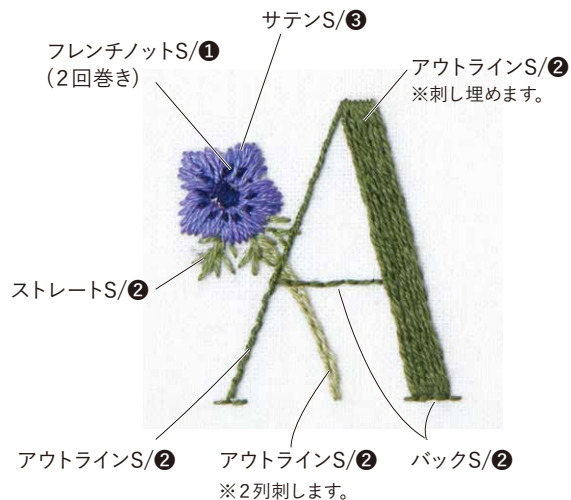 サテンS/❸
フレンチノットS/❶
(2回巻き)
アウトラインS/❷
※刺し埋めます。
ストレートS/❷
アウトラインS/❷
アウトラインS/❷
※2列刺します。
バックS/❷